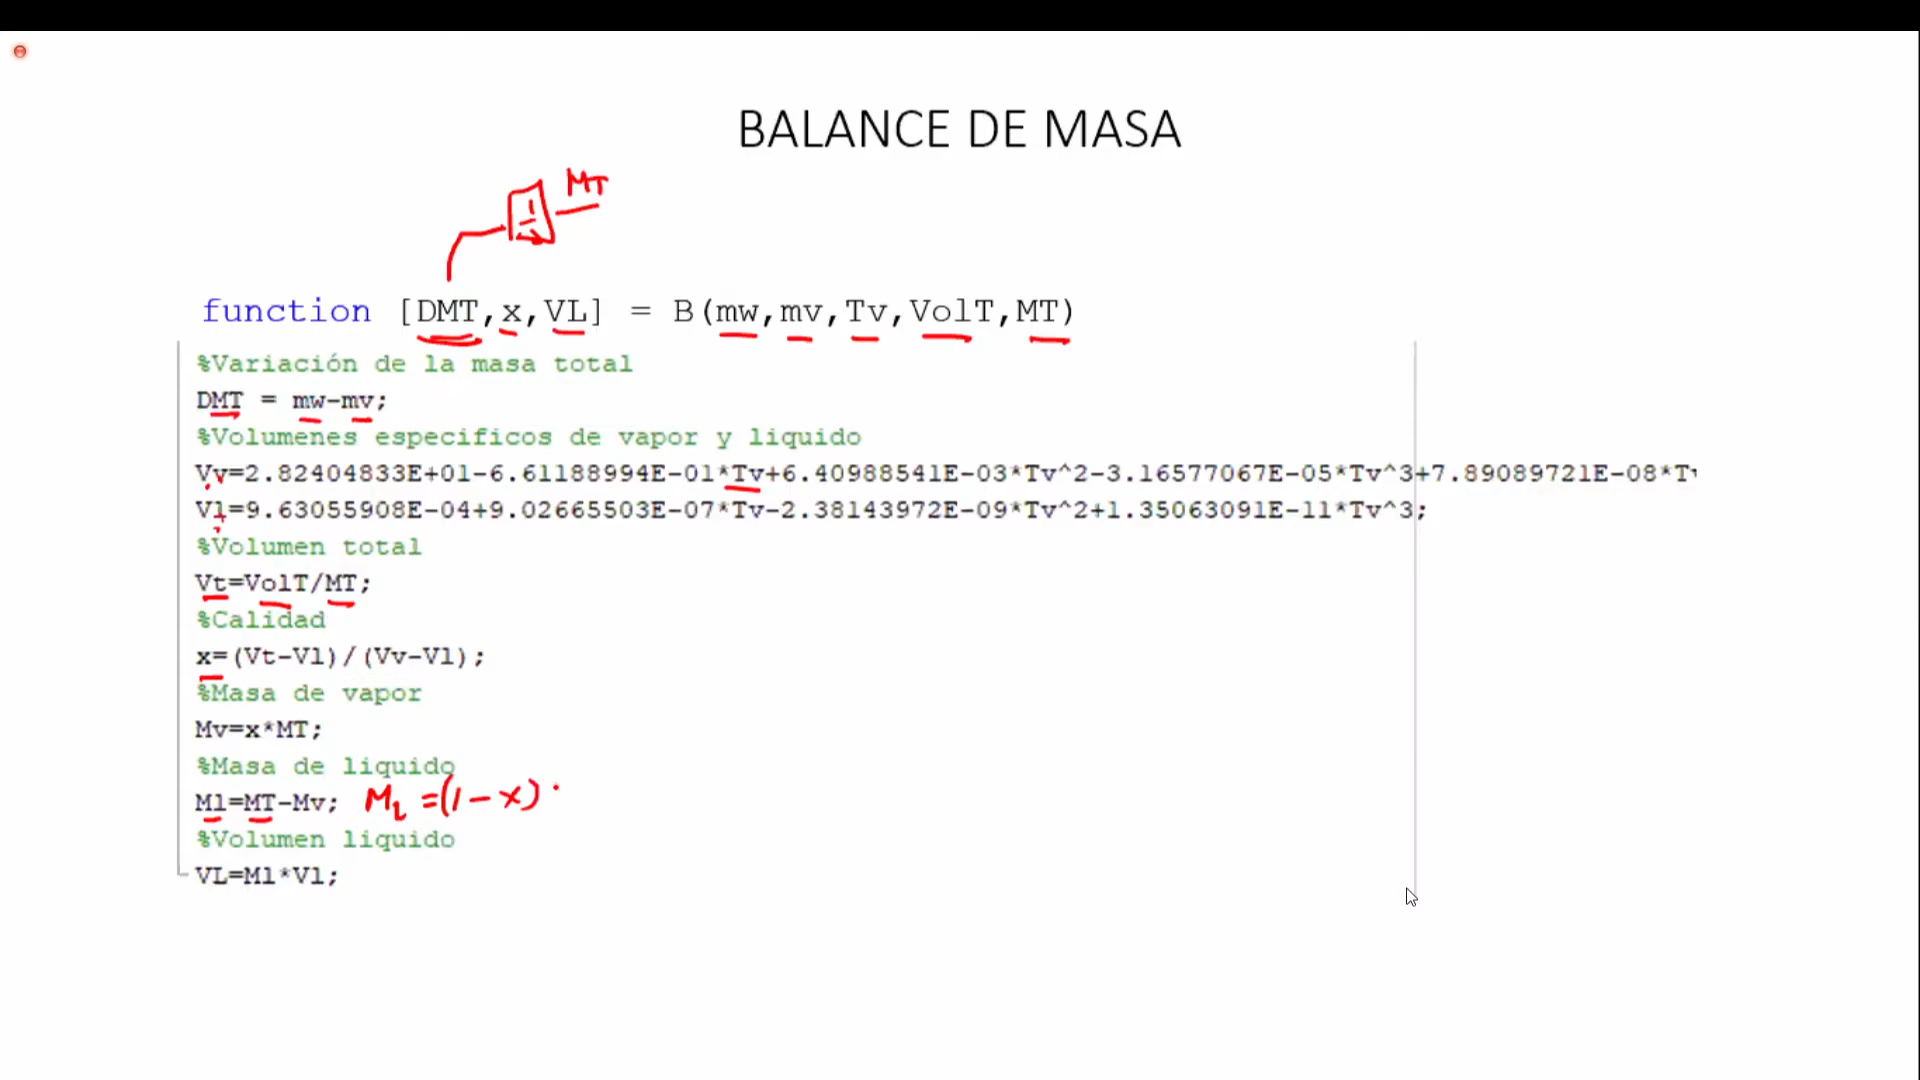 BALANCE DE MASA
MT
1
function [DMT,x,VL] = B(mw,mv,Tv,VolT,MT)
%Variación de la masa total
DMT = mw-mv;
%Volumenes especificos de vapor y liquido
Vv=2.82404833E+01-6.61188994E-01*Tv+6.40988541E-03*Tv^2-3.16577067E-05*Tv^3+7.89089721E-08*Tv
Vl=9.63055908E-04+9.02665503E-07*Tv-2.38143972E-09*Tv^2+1.35063091E-11*Tv^3;
%Volumen total
Vt=VolT/MT;
%Calidad
x=(Vt-Vl)/(Vv-Vl);
%Masa de vapor
Mv=x*MT;
%Masa de liquido
Ml=MT-Mv; ML =(1-x)·
%Volumen liquido
VL=Ml*Vl;